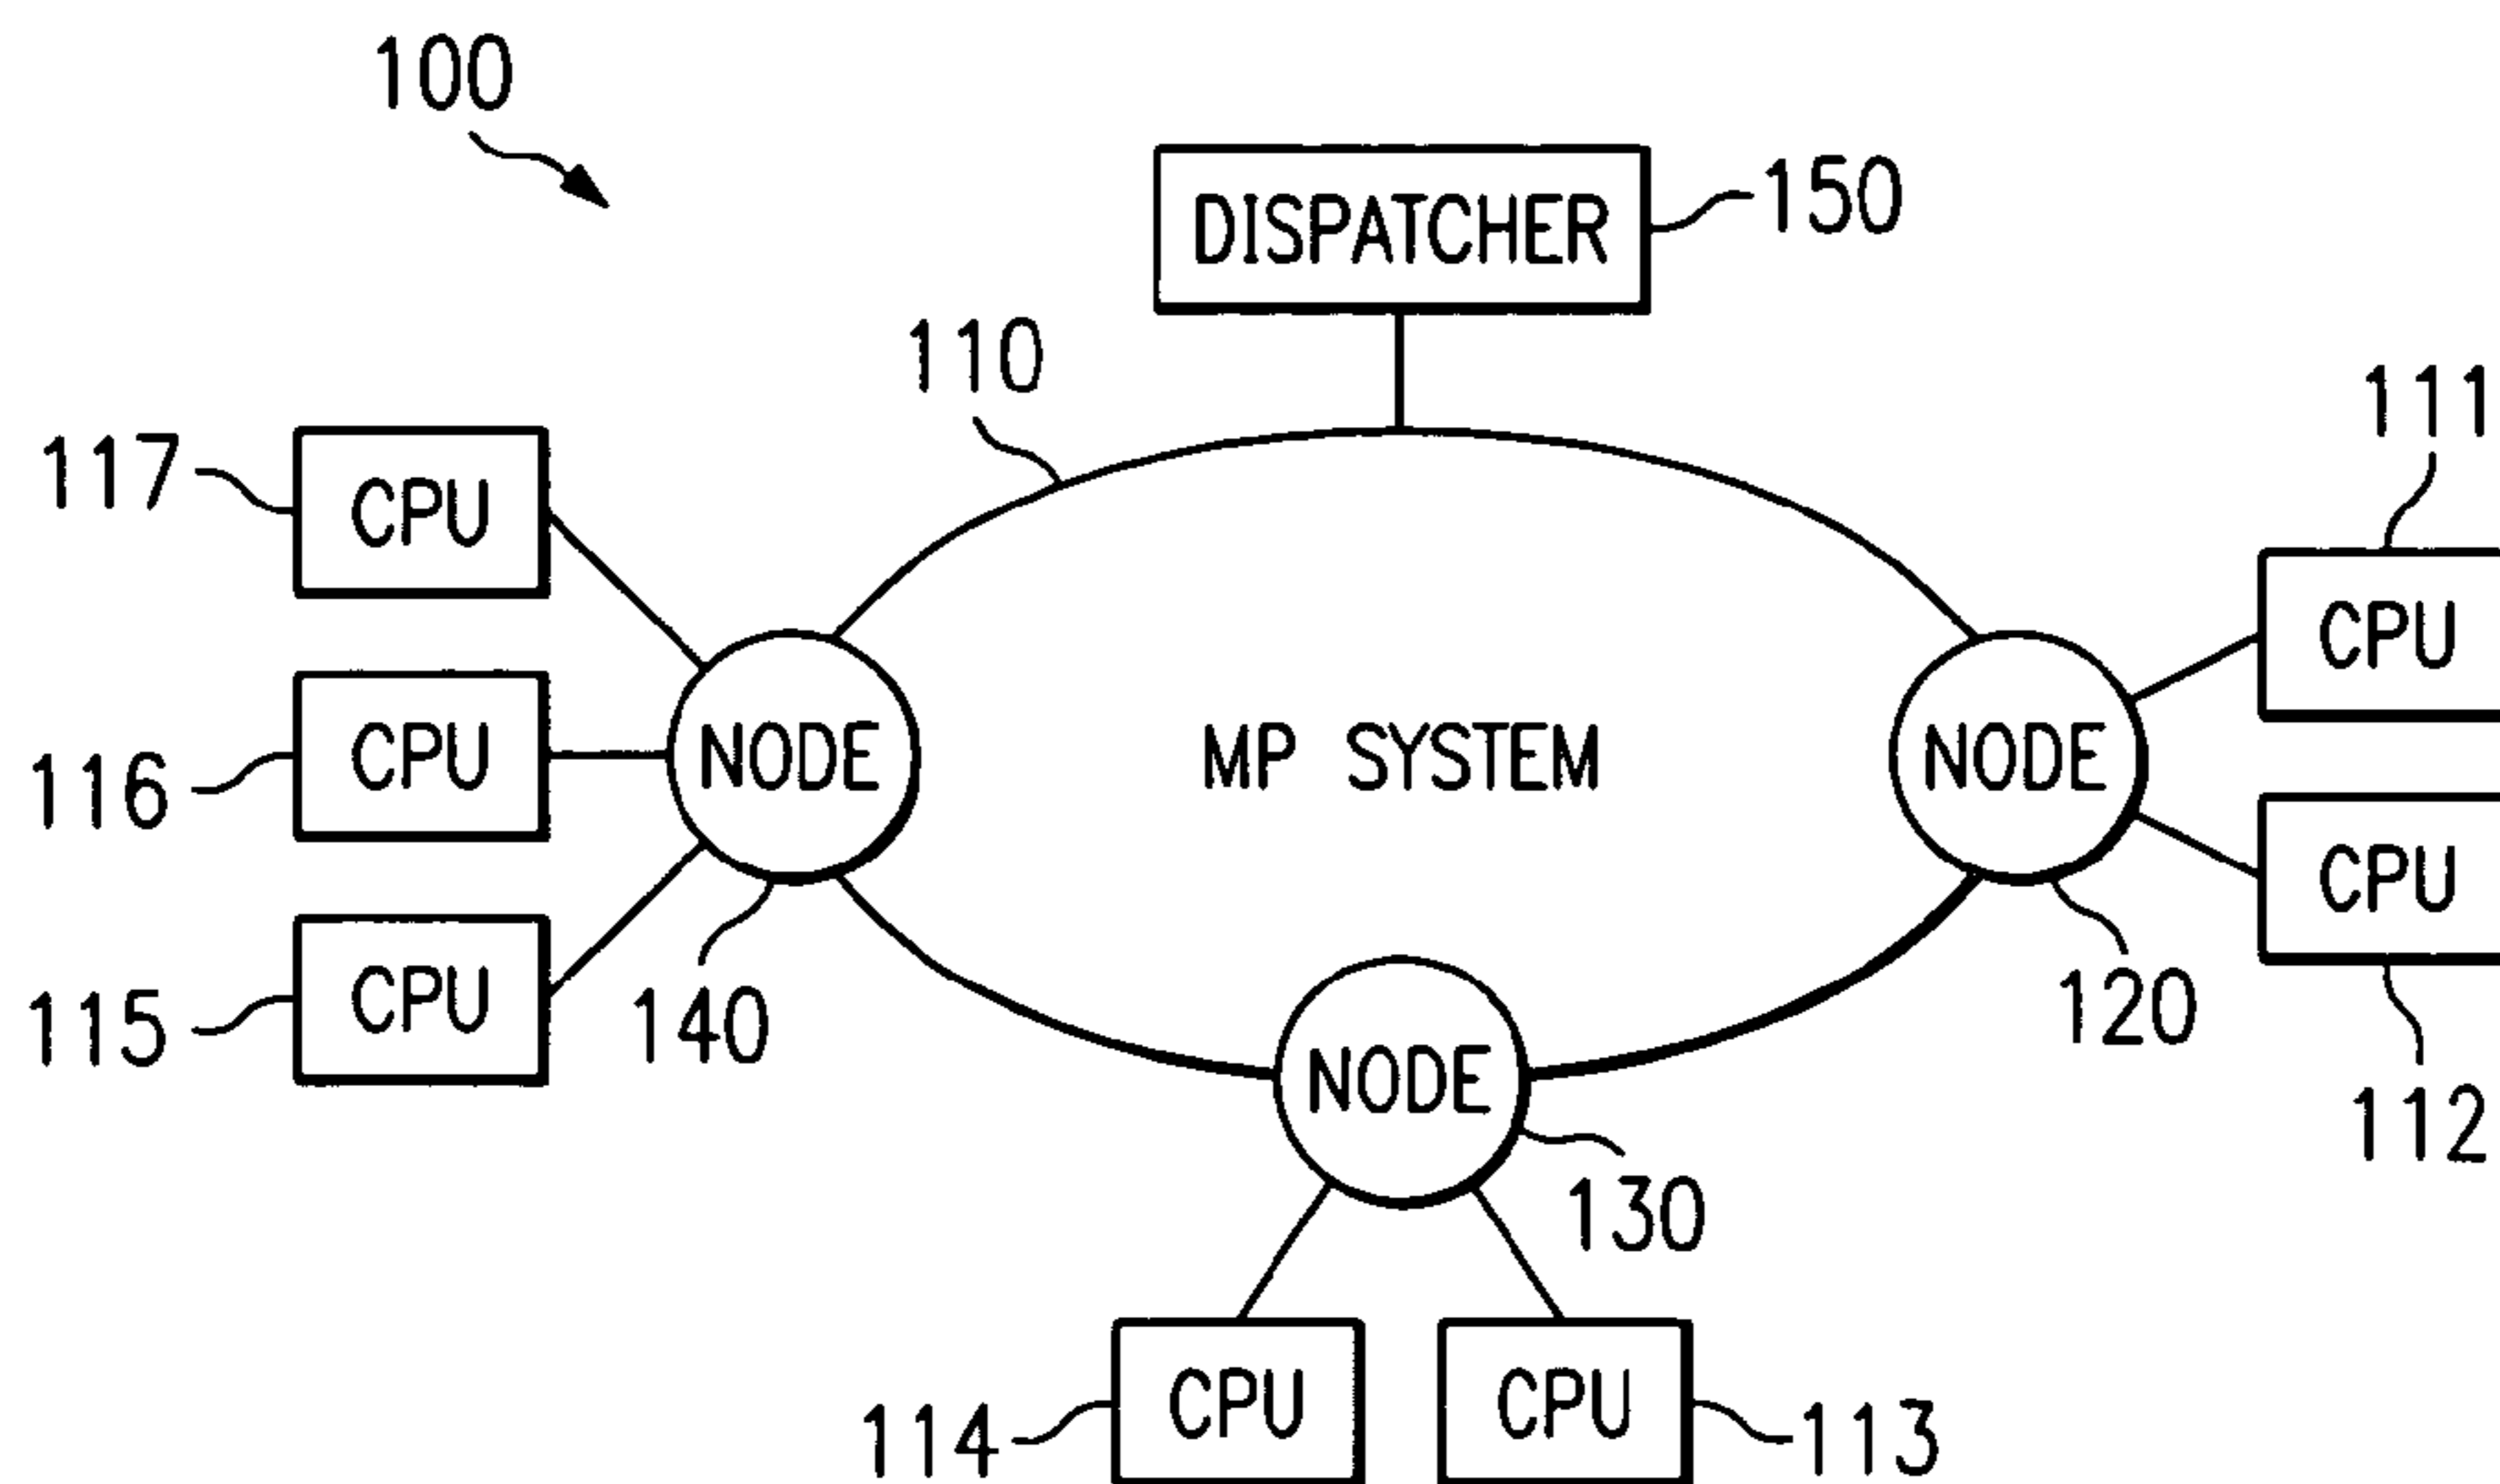 100
DISPATCHER
150
110
111
117
CPU
CPU
116
CPU
NODE
MP SYSTEM
NODE
CPU
115
CPU
140
120
NODE
112
130
114
CPU
CPU
113